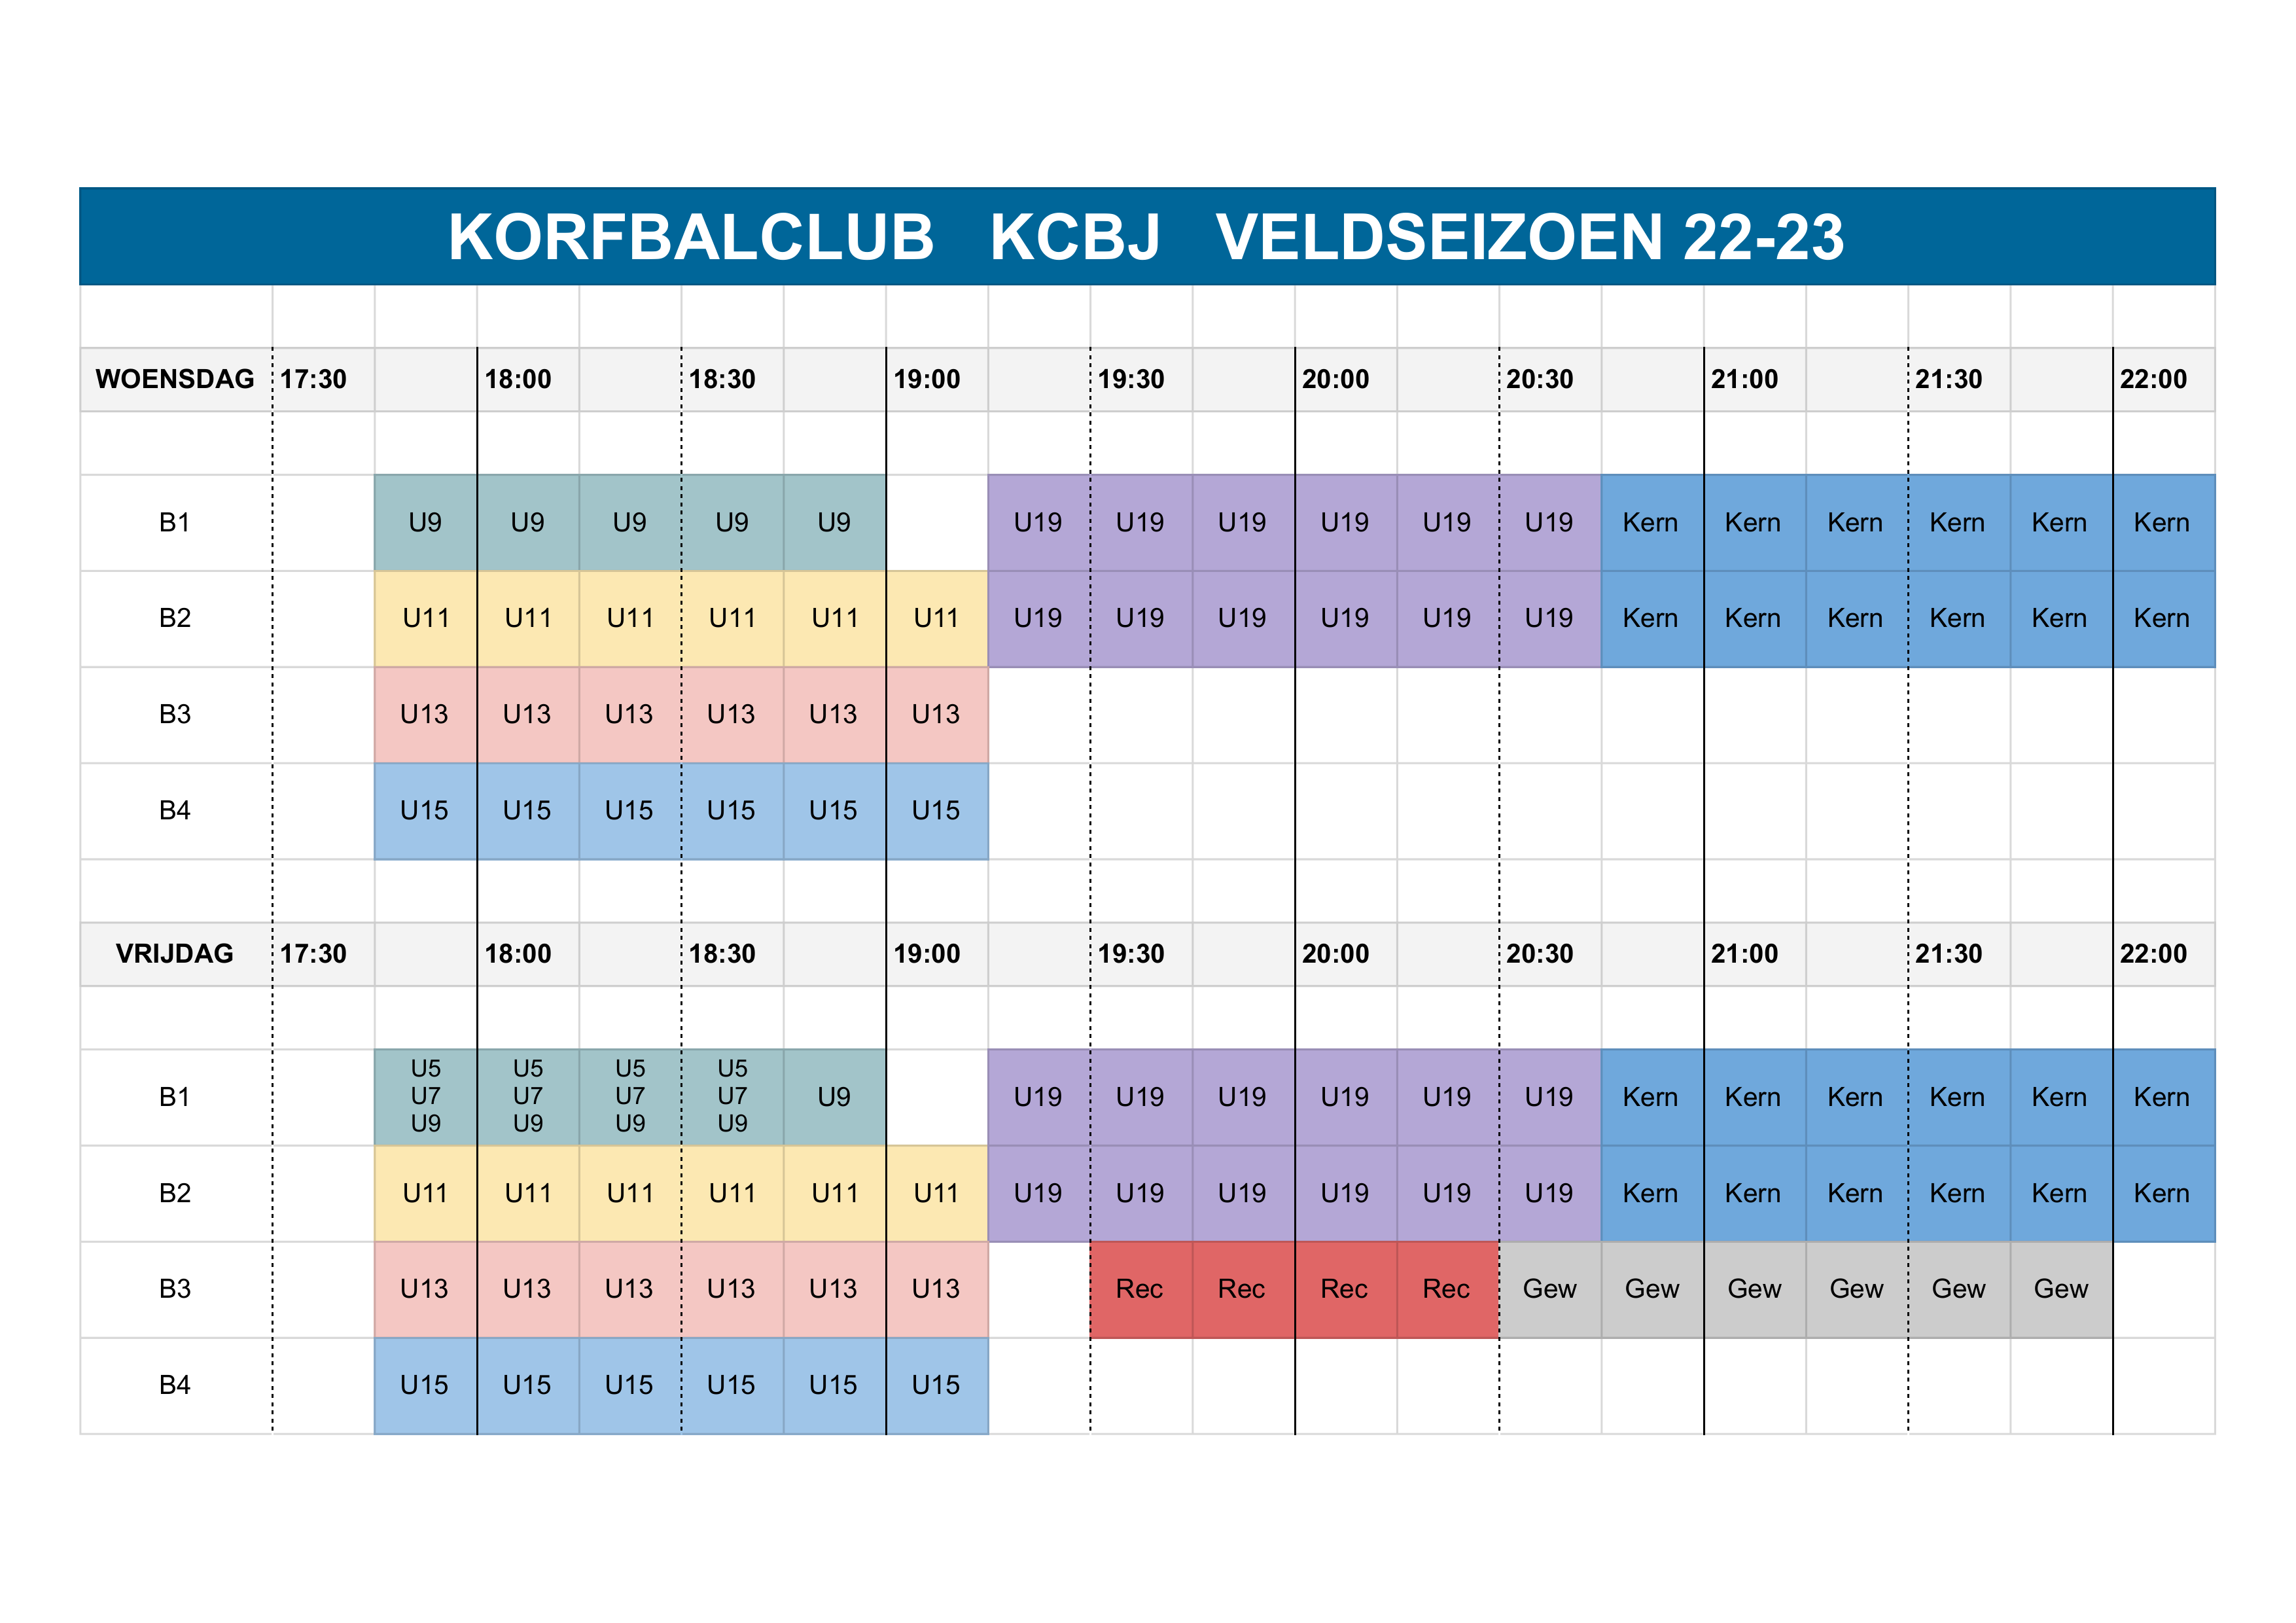 KORFBALCLUB KCBJ VELDSEIZOEN 22-23
WOENSDAG 17:30 18:00 18:30 19:00 19:30 20:00 20:30 21:00 21:30 22:00
B1 U9 U9 U9 U9 U9 U19 U19 U19 U19 U19 U19 Kern Kern Kern Kern Kern Kern
B2 U11 U11 U11 U11 U11 U11 U19 U19 U19 U19 U19 U19 Kern Kern Kern Kern Kern Kern
B3 U13 U13 U13 U13 U13 U13
B4 U15 U15 U15 U15 U15 U15
VRIJDAG 17:30 18:00 18:30 19:00 19:30 20:00 20:30 21:00 21:30 22:00
U5 U5 U5 U5
B1 U7 U7 U7 U7 U9 U19 U19 U19 U19 U19 U19 Kern Kern Kern Kern Kern Kern
U9 U9 U9 U9
B2 U11 U11 U11 U11 U11 U11 U19 U19 U19 U19 U19 U19 Kern Kern Kern Kern Kern Kern
B3 U13 U13 U13 U13 U13 U13 Rec Rec Rec Rec Gew Gew Gew Gew Gew Gew
B4 U15 U15 U15 U15 U15 U15